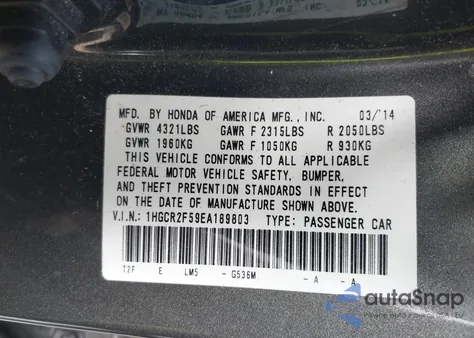 MFD. BY HONDA OF AMERICA MFG., INC. 03/'14
GVWR 4321LBS GAWR F 2315LBS R 2050LBS
GVWR 1960KG GAWR F 1050KG R 930KG
THIS VEHICLE CONFORMS TO ALL APPLICABLE
FEDERAL MOTOR VEHICLE SAFETY, BUMPER,
AND THEFT PREVENTION STANDARDS IN EFFECT
ON THE DATE OF MANUFACTURE SHOWN ABOVE.
V.I.N.: 1HGCR2F59EA189803 TYPE: PASSENGER CAR
T2F E LM5 - G536M - A - A
autoSnap